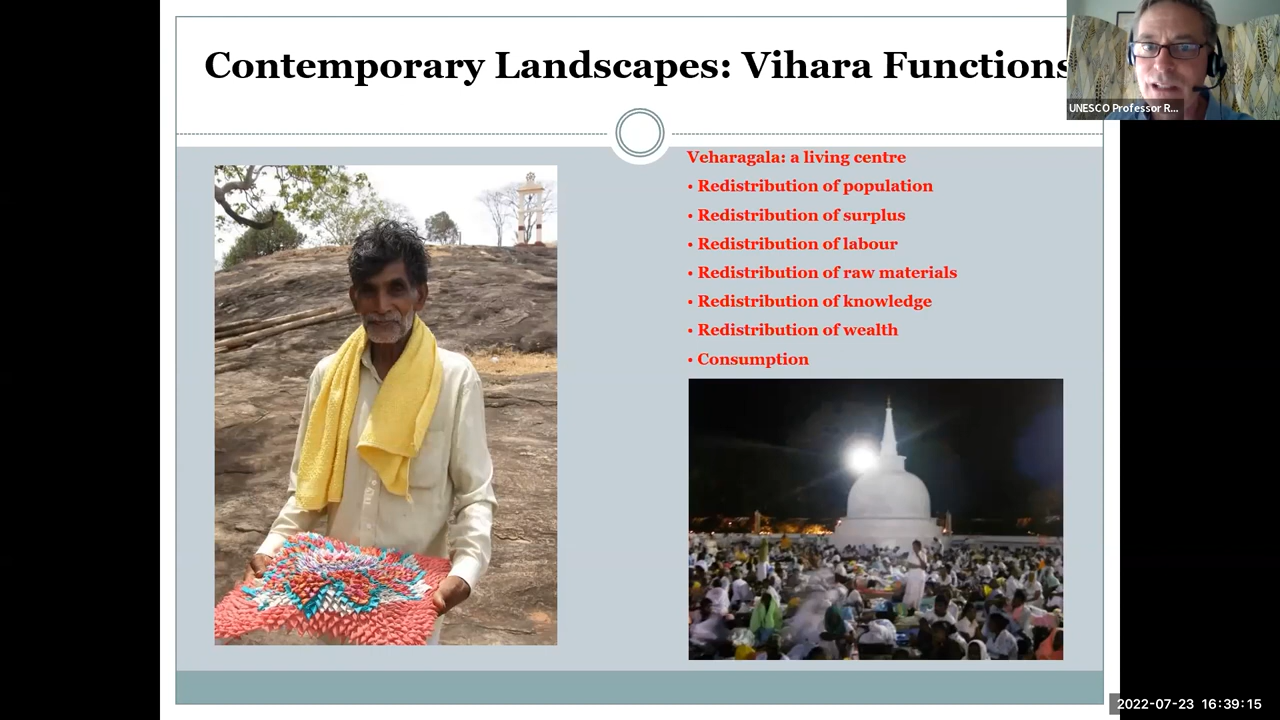 Contemporary Landscapes: Vihara Functions
UNESCO Professor R...
Veharagala: a living centre
• Redistribution of population
• Redistribution of surplus
• Redistribution of labour
• Redistribution of raw materials
• Redistribution of knowledge
• Redistribution of wealth
• Consumption
2022-07-23 16:39:15